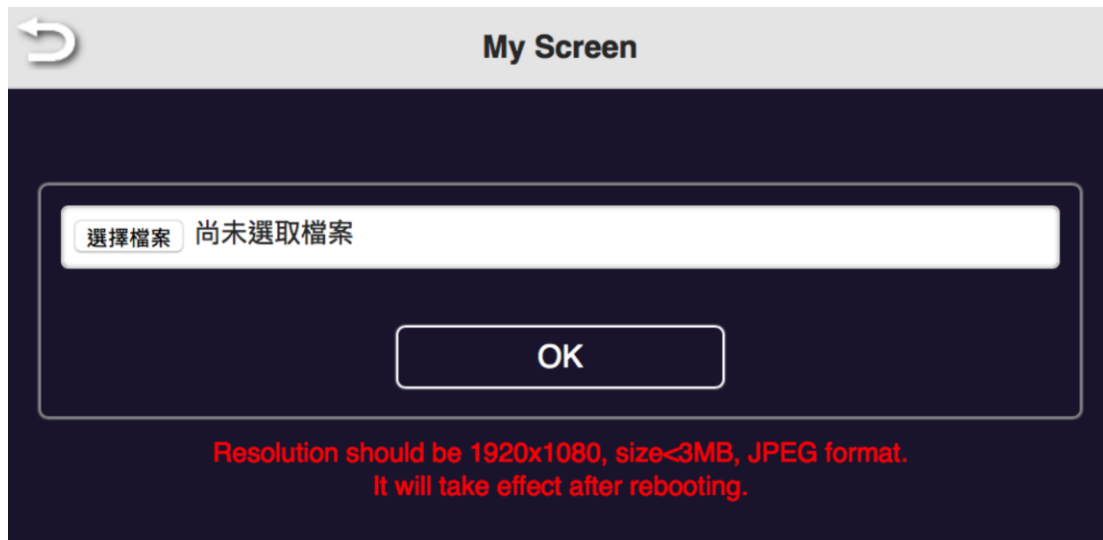 My Screen
選擇檔案 尚未選取檔案
OK
Resolution should be 1920x1080, size<3MB, JPEG format.
It will take effect after rebooting.